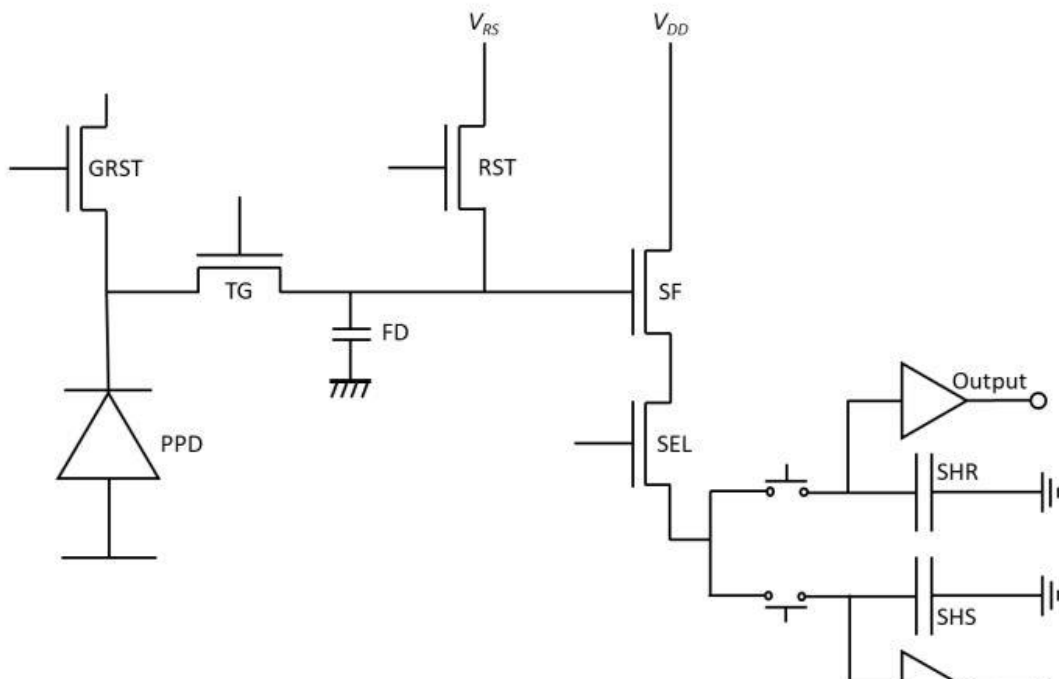 V_RS
V_DD
GRST
RST
TG
SF
FD
Output
PPD
SEL
SHR
SHS